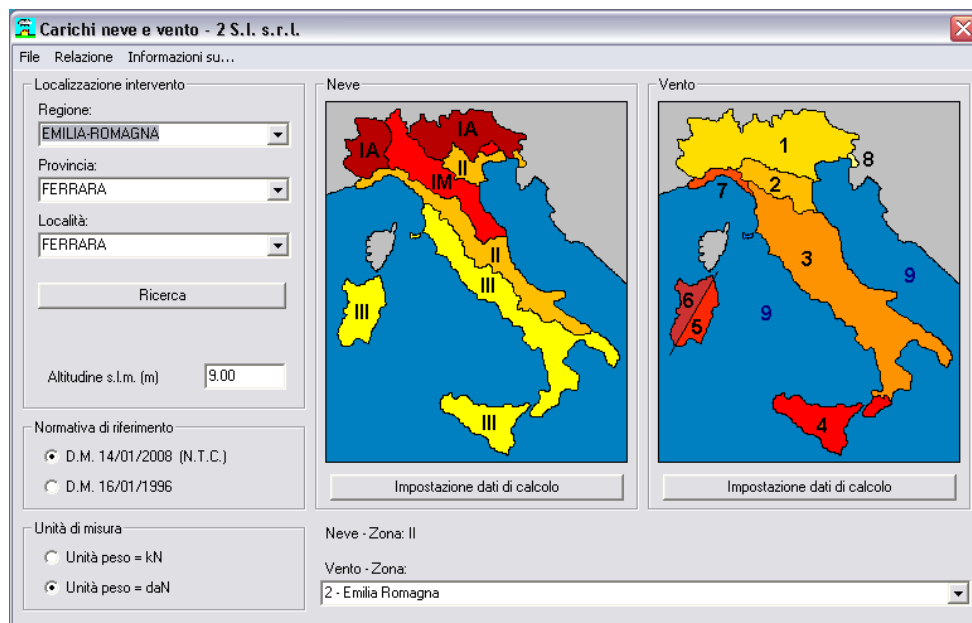 Carichi neve e vento - 2 S.I. s.r.l.
File Relazione Informazioni su...
Localizzazione intervento
Regione:
EMILIA-ROMAGNA
Provincia:
FERRARA
Località:
FERRARA
Ricerca
Altitudine s.l.m. (m) 9.00
Normativa di riferimento
D.M. 14/01/2008 (N.T.C.)
D.M. 16/01/1996
Unità di misura
Unità peso = kN
Unità peso = daN
Neve
IA
IA
II
IM
II
III
III
III
Impostazione dati di calcolo
Vento
1
8
2
7
3
9
6
5
9
4
Impostazione dati di calcolo
Neve - Zona: II
Vento - Zona:
2 - Emilia Romagna